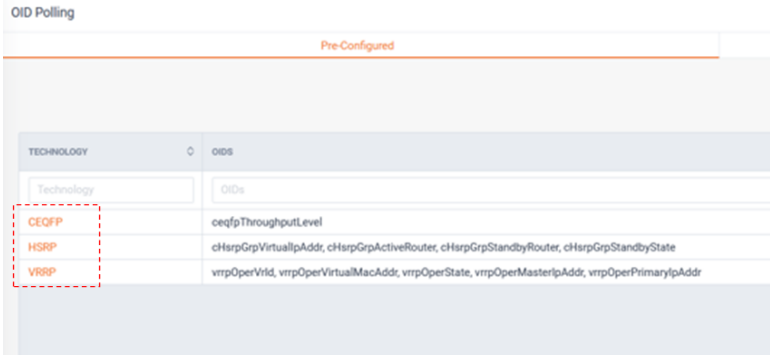 OID Polling
Pre-Configured
TECHNOLOGY OIDS
Technology OIDs
CEQFP ceqfpThroughputLevel
HSRP cHsrpGrpVirtualIpAddr, cHsrpGrpActiveRouter, cHsrpGrpStandbyRouter, cHsrpGrpStandbyState
VRRP vrrpOperVrId, vrrpOperVirtualMacAddr, vrrpOperState, vrrpOperMasterIpAddr, vrrpOperPrimaryIpAddr